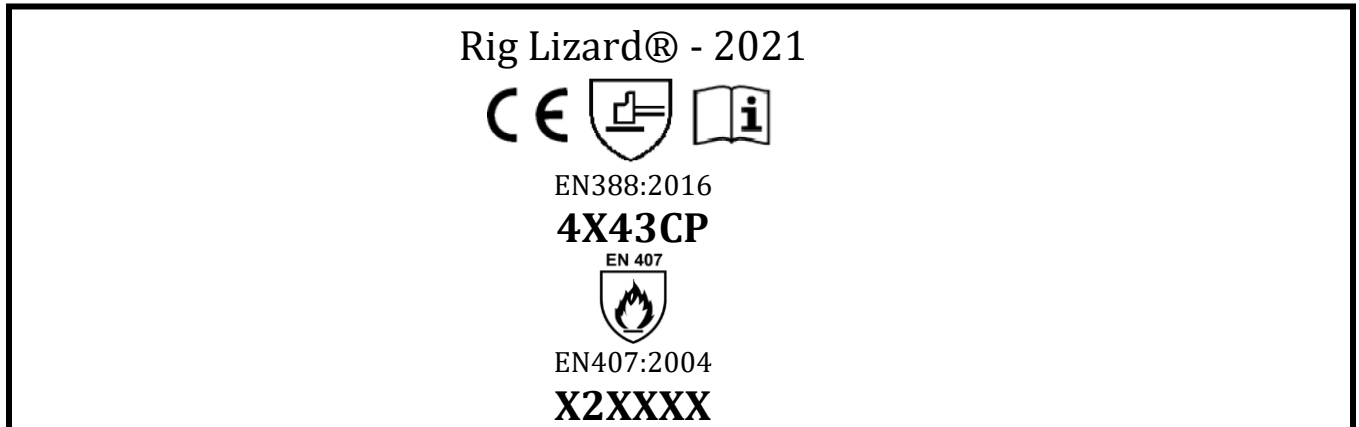 Rig Lizard® - 2021
CE i
EN388:2016
4X43CP
EN 407
EN407:2004
X2XXXX